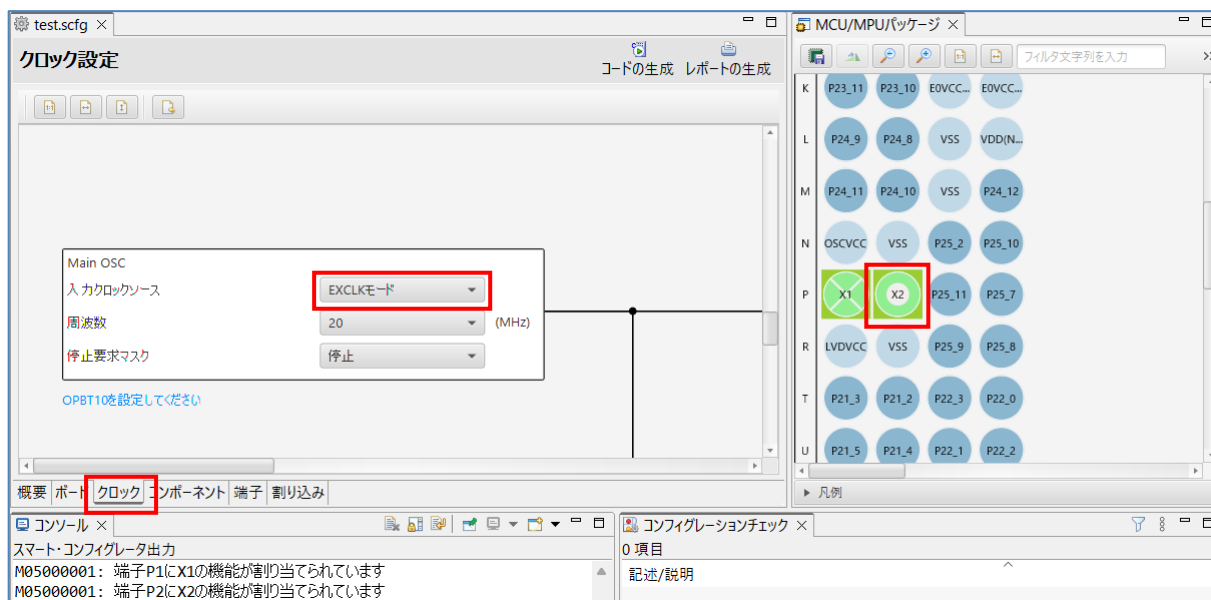 test.scfg
クロック設定
コードの生成 レポートの生成
Main OSC
入力クロックソース EXCLKモード
周波数 20 (MHz)
停止要求マスク 停止
OPBT10を設定してください
概要 ボード クロック コンポーネント 端子 割り込み
MCU/MPUパッケージ
フィルタ文字列を入力
K P23_11 P23_10 E0VCC... E0VCC...
L P24_9 P24_8 VSS VDD(N...
M P24_11 P24_10 VSS P24_12
N OSCVCC VSS P25_2 P25_10
P X1 X2 P25_11 P25_7
R LVDVCC VSS P25_9 P25_8
T P21_3 P21_2 P22_3 P22_0
U P21_5 P21_4 P22_1 P22_2
凡例
コンソール
スマート・コンフィグレータ出力
M05000001: 端子P1にX1の機能が割り当てられています
M05000001: 端子P2にX2の機能が割り当てられています
コンフィグレーションチェック
0 項目
記述/説明